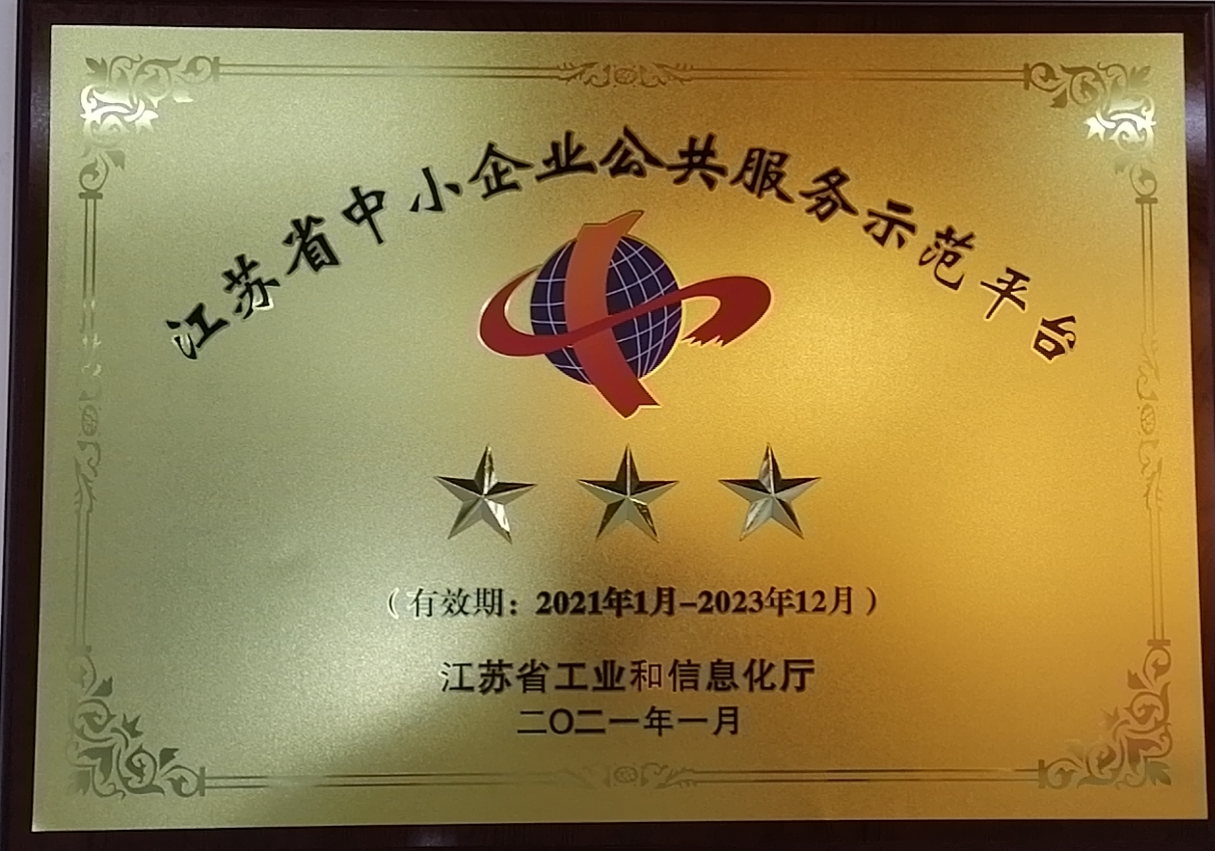 江苏省中小企业公共服务示范平台
（有效期：2021年1月-2023年12月）
江苏省工业和信息化厅
二〇二一年一月